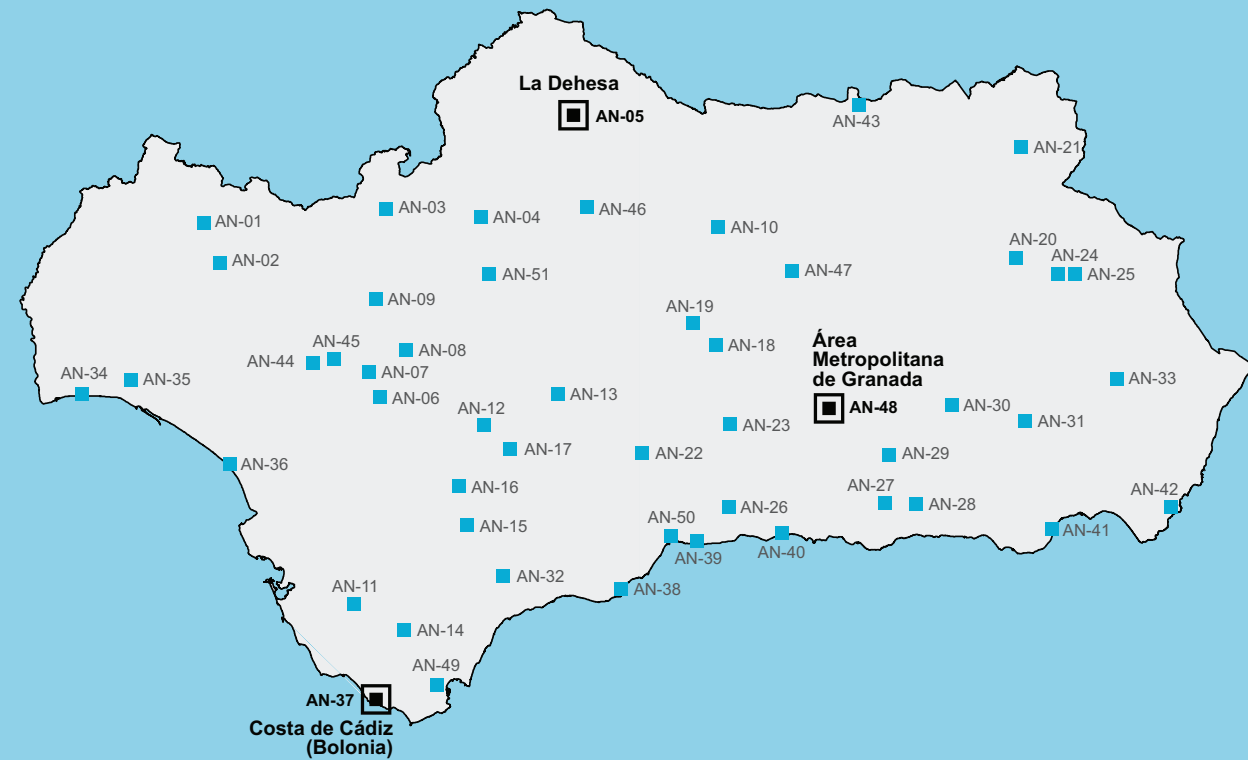 La Dehesa
AN-05
AN-43
AN-21
AN-01
AN-03
AN-04
AN-46
AN-10
AN-02
AN-20
AN-24
AN-25
AN-51
AN-47
AN-09
AN-19
AN-18
AN-45
AN-44
AN-08
AN-07
AN-06
Área
Metropolitana
de Granada
AN-48
AN-34
AN-35
AN-33
AN-13
AN-12
AN-30
AN-31
AN-23
AN-17
AN-22
AN-29
AN-36
AN-16
AN-27
AN-28
AN-42
AN-26
AN-15
AN-50
AN-39
AN-40
AN-41
AN-32
AN-38
AN-11
AN-14
AN-49
AN-37
Costa de Cádiz
(Bolonia)